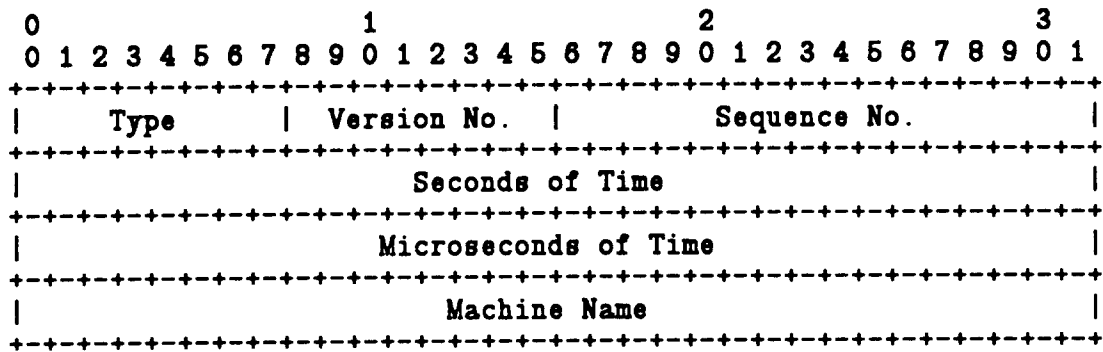 0                   1                   2                   3
 0 1 2 3 4 5 6 7 8 9 0 1 2 3 4 5 6 7 8 9 0 1 2 3 4 5 6 7 8 9 0 1
+-+-+-+-+-+-+-+-+-+-+-+-+-+-+-+-+-+-+-+-+-+-+-+-+-+-+-+-+-+-+-+-+
|     Type      |  Version No.  |         Sequence No.          |
+-+-+-+-+-+-+-+-+-+-+-+-+-+-+-+-+-+-+-+-+-+-+-+-+-+-+-+-+-+-+-+-+
|                       Seconds of Time                         |
+-+-+-+-+-+-+-+-+-+-+-+-+-+-+-+-+-+-+-+-+-+-+-+-+-+-+-+-+-+-+-+-+
|                     Microseconds of Time                      |
+-+-+-+-+-+-+-+-+-+-+-+-+-+-+-+-+-+-+-+-+-+-+-+-+-+-+-+-+-+-+-+-+
|                         Machine Name                          |
+-+-+-+-+-+-+-+-+-+-+-+-+-+-+-+-+-+-+-+-+-+-+-+-+-+-+-+-+-+-+-+-+